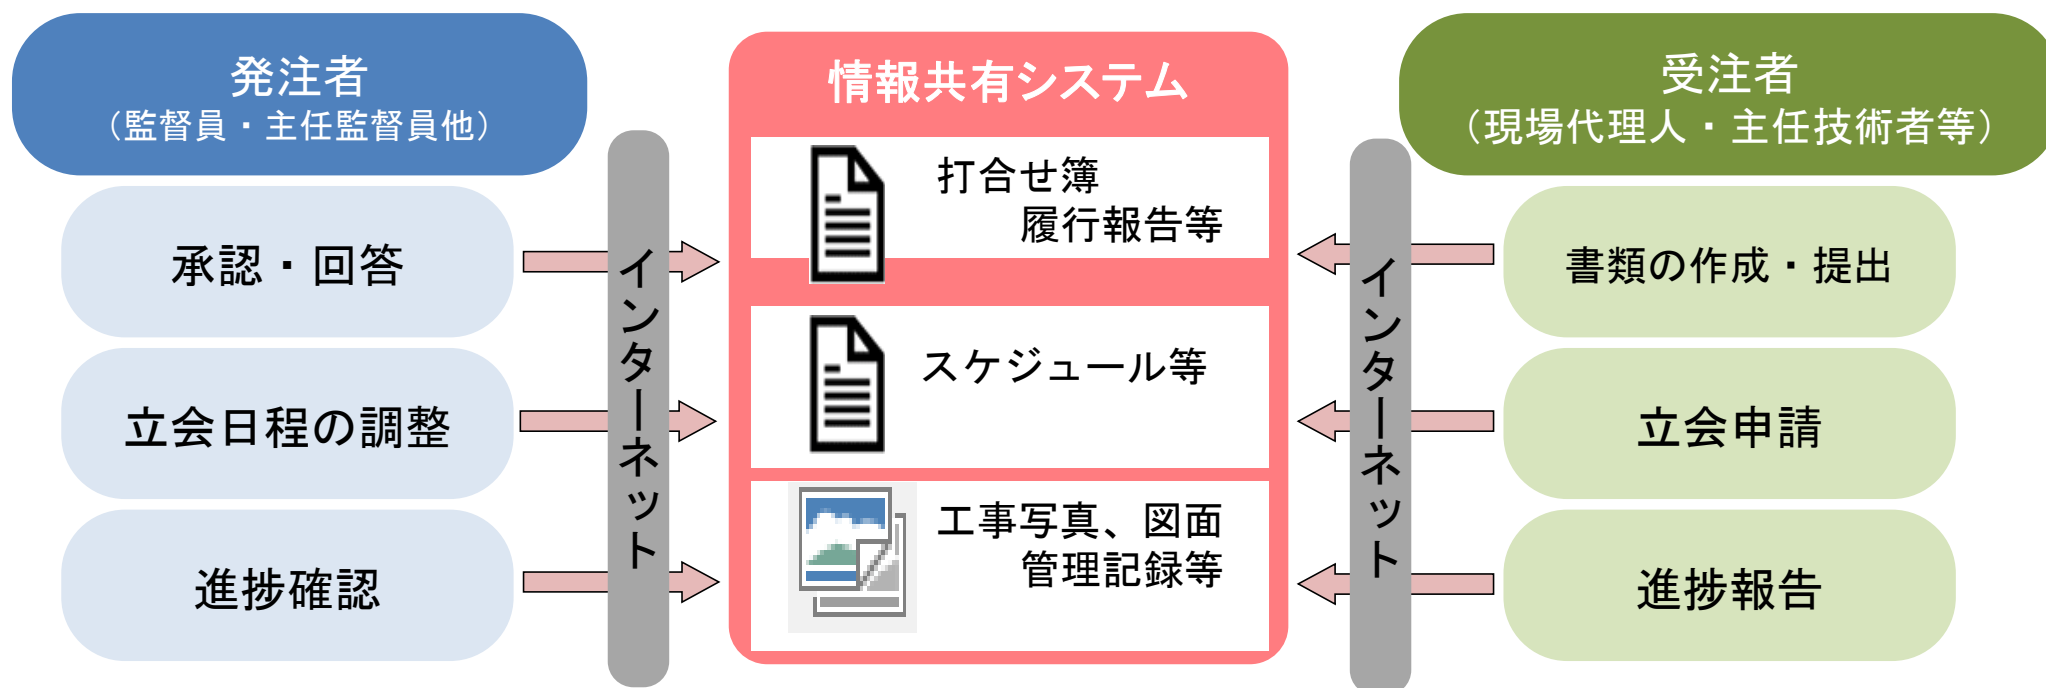 発注者
（監督員・主任監督員他）
承認・回答
立会日程の調整
進捗確認
インターネット
情報共有システム
打合せ簿
履行報告等
スケジュール等
工事写真、図面
管理記録等
インターネット
受注者
（現場代理人・主任技術者等）
書類の作成・提出
立会申請
進捗報告